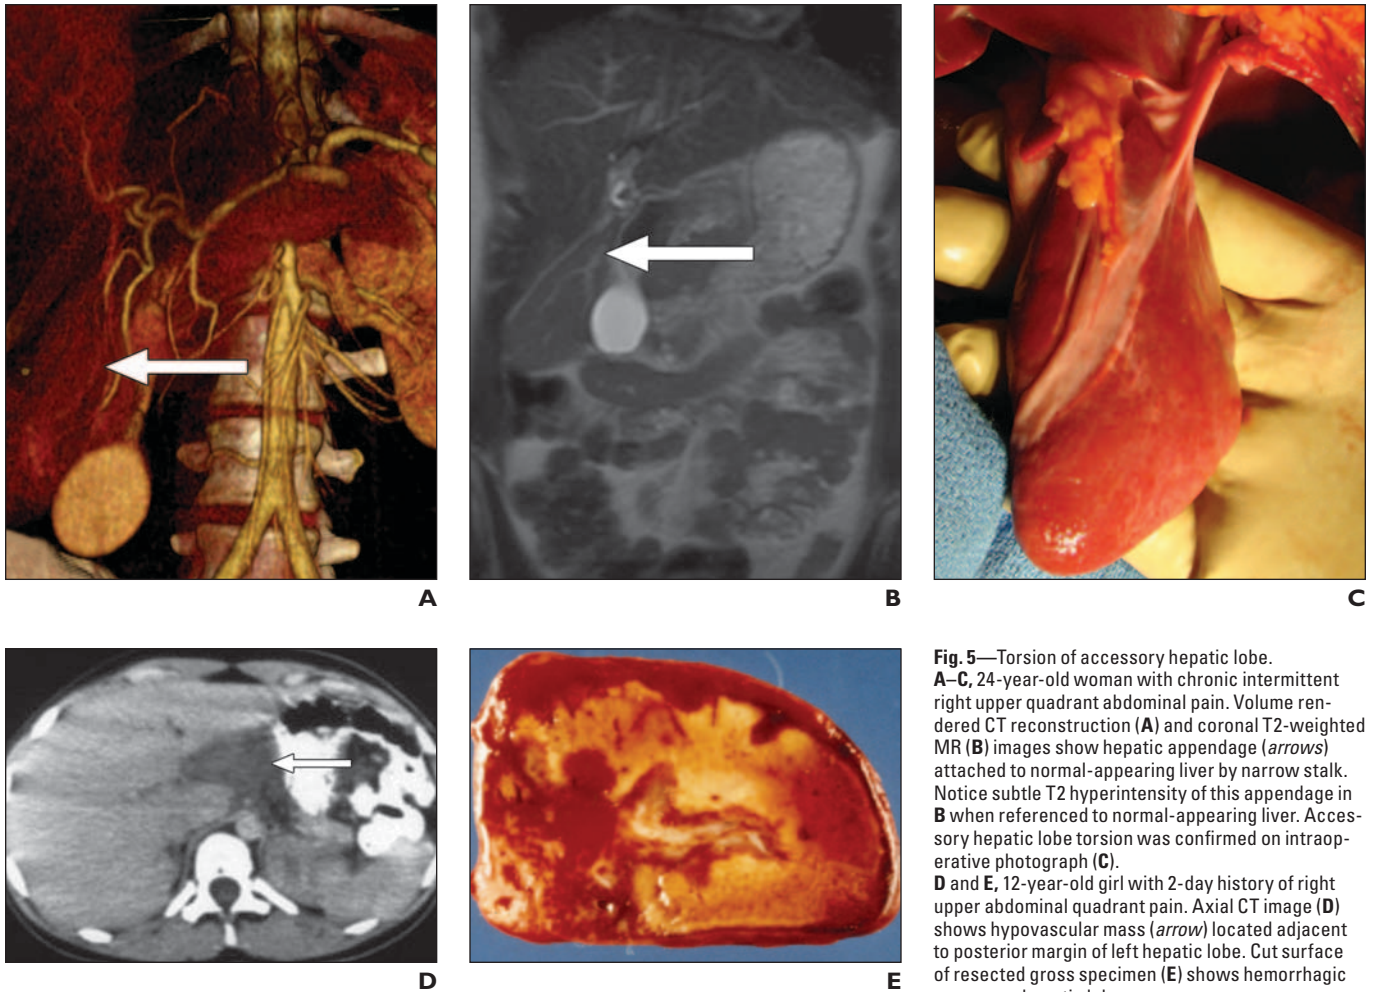 A
B
C
D
E
Fig. 5—Torsion of accessory hepatic lobe.
A–C, 24-year-old woman with chronic intermittent
right upper quadrant abdominal pain. Volume ren-
dered CT reconstruction (A) and coronal T2-weighted
MR (B) images show hepatic appendage (arrows)
attached to normal-appearing liver by narrow stalk.
Notice subtle T2 hyperintensity of this appendage in
B when referenced to normal-appearing liver. Acces-
sory hepatic lobe torsion was confirmed on intraop-
erative photograph (C).
D and E, 12-year-old girl with 2-day history of right
upper abdominal quadrant pain. Axial CT image (D)
shows hypovascular mass (arrow) located adjacent
to posterior margin of left hepatic lobe. Cut surface
of resected gross specimen (E) shows hemorrhagic